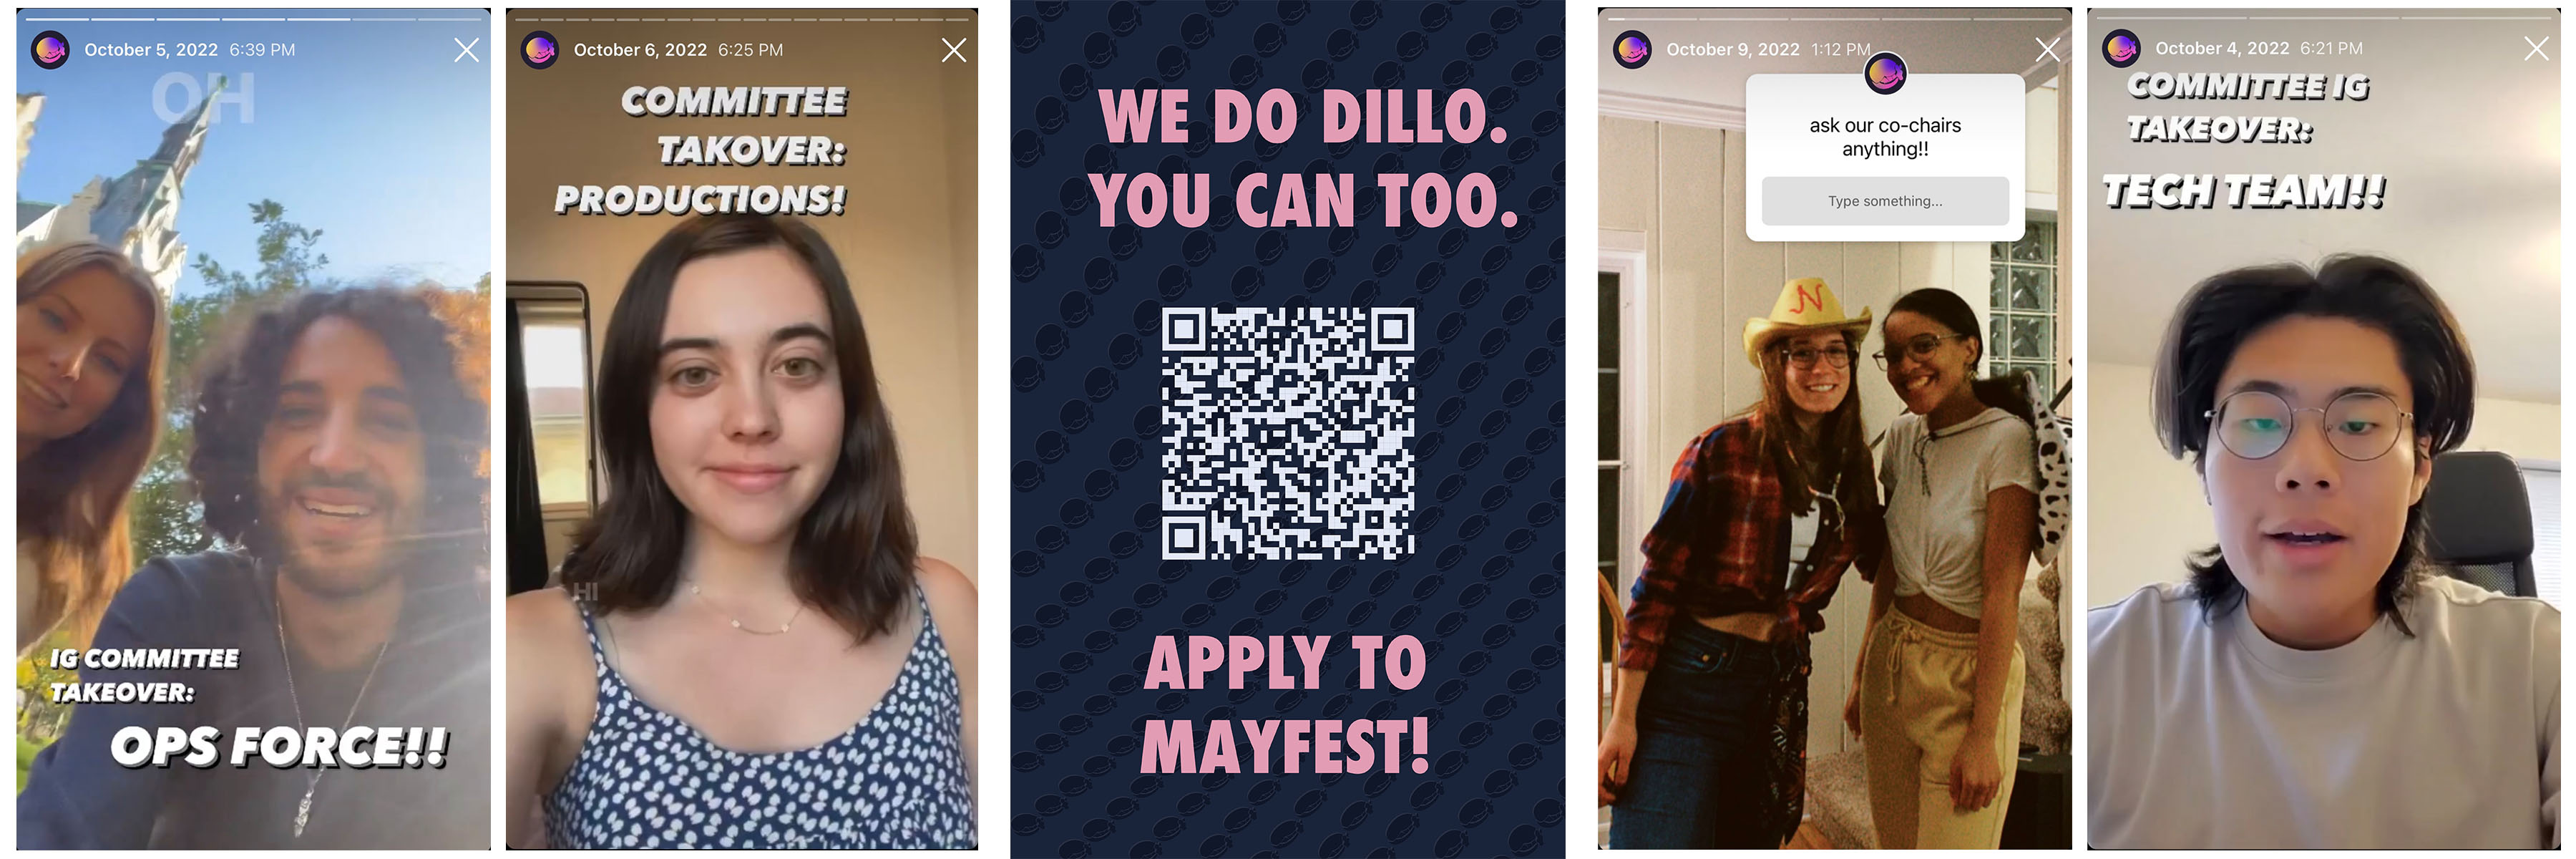 October 5, 2022 6:39 PM
OH
IG COMMITTEE
TAKEOVER:
OPS FORCE!!
October 6, 2022 6:25 PM
COMMITTEE
TAKOVER:
PRODUCTIONS!
HI
WE DO DILLO.
YOU CAN TOO.
APPLY TO
MAYFEST!
October 9, 2022 1:12 PM
ask our co-chairs
anything!!
Type something...
N
October 4, 2022 6:21 PM
COMMITTEE IG
TAKEOVER:
TECH TEAM!!